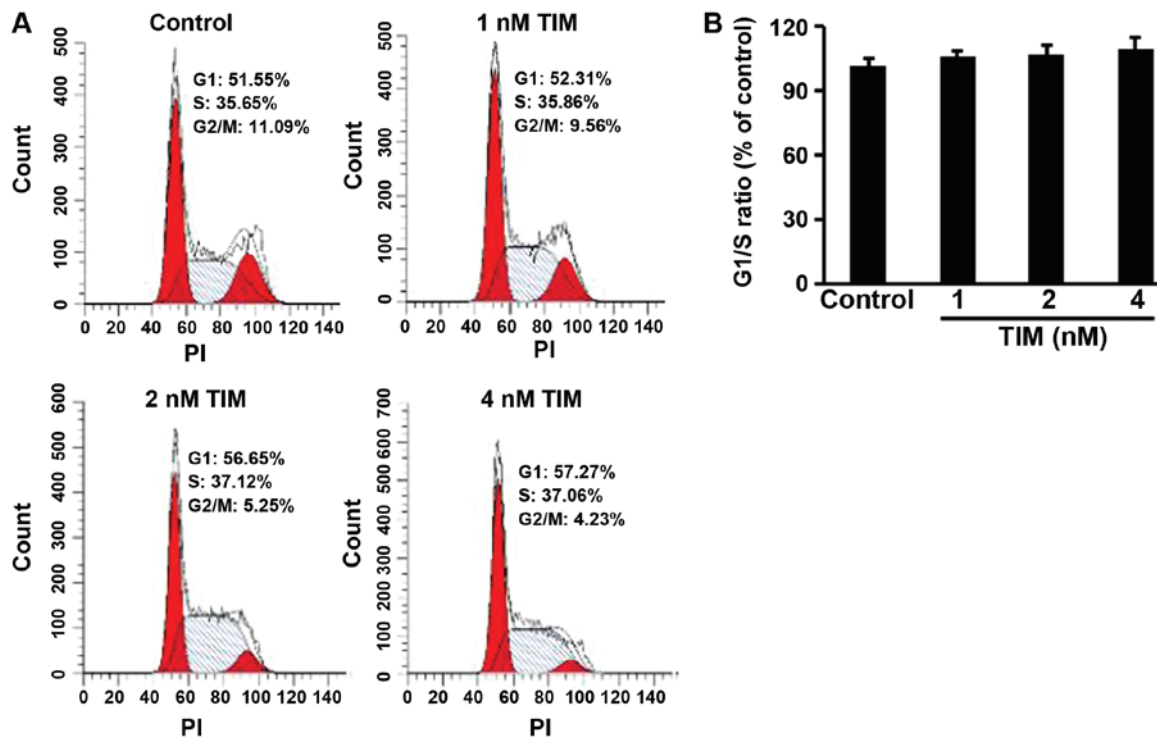 A
Control
500
400
300
200
100
0
Count
G1: 51.55%
S: 35.65%
G2/M: 11.09%
0 20 40 60 80 100 120 140
PI
1 nM TIM
500
400
300
200
100
0
Count
G1: 52.31%
S: 35.86%
G2/M: 9.56%
0 20 40 60 80 100 120 140
PI
B
120
90
60
30
0
G1/S ratio (% of control)
Control 1 2 4
TIM (nM)
2 nM TIM
600
500
400
300
200
100
0
Count
G1: 56.65%
S: 37.12%
G2/M: 5.25%
0 20 40 60 80 100 120 140
PI
4 nM TIM
700
600
500
400
300
200
100
0
Count
G1: 57.27%
S: 37.06%
G2/M: 4.23%
0 20 40 60 80 100 120 140
PI